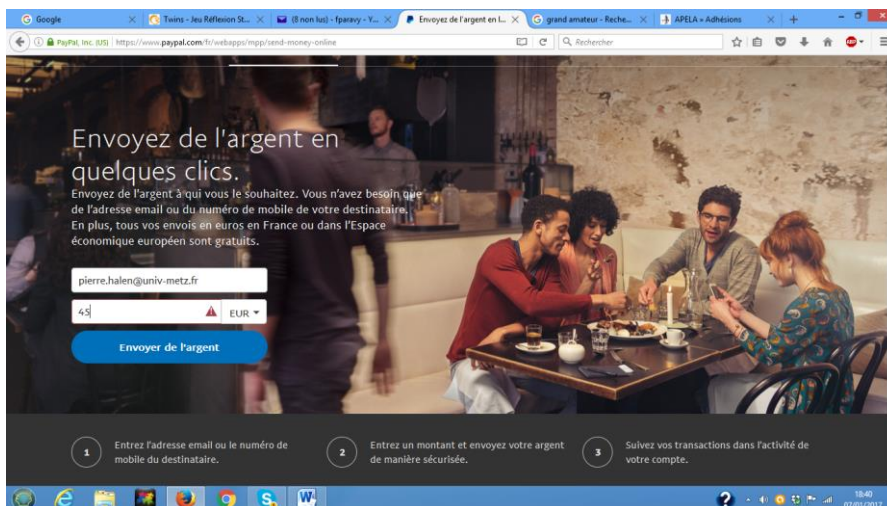 Google
Twins - Jeu Réflexion St...
(8 non lus) - fparavy - Y...
Envoyez de l'argent en l...
grand amateur - Reche...
APELA » Adhésions
PayPal, Inc. (US)
https://www.paypal.com/fr/webapps/mpp/send-money-online
Rechercher
ABP
Envoyez de l'argent en
quelques clics.
Envoyez de l'argent à qui vous le souhaitez. Vous n'avez besoin que
de l'adresse email ou du numéro de mobile de votre destinataire.
En plus, tous vos envois en euros en France ou dans l'Espace
économique européen sont gratuits.
pierre.halen@univ-metz.fr
45
EUR
Envoyer de l'argent
1
Entrez l'adresse email ou le numéro de
mobile du destinataire.
2
Entrez un montant et envoyez votre argent
de manière sécurisée.
3
Suivez vos transactions dans l'activité de
votre compte.
18:40
07/01/2017